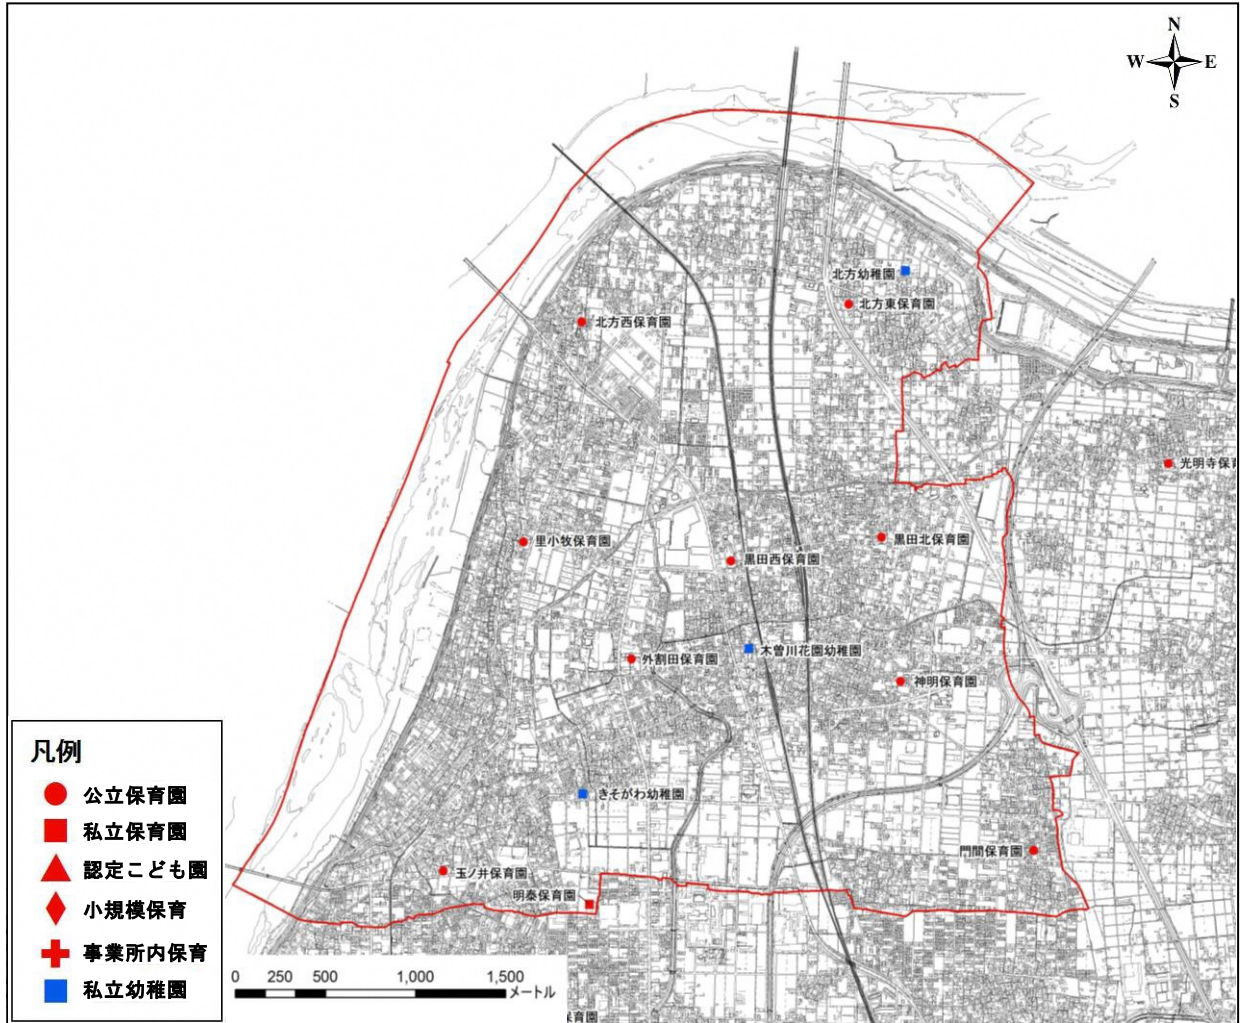 N
W E
S
北方幼稚園
北方東保育園
北方西保育園
光明寺保
里小牧保育園
黒田西保育園
黒田北保育園
外割田保育園
木曽川花園幼稚園
神明保育園
きそがわ幼稚園
玉ノ井保育園
明泰保育園
門間保育園
凡例
公立保育園
私立保育園
認定こども園
小規模保育
事業所内保育
私立幼稚園
0 250 500 1,000 1,500
メートル
育園